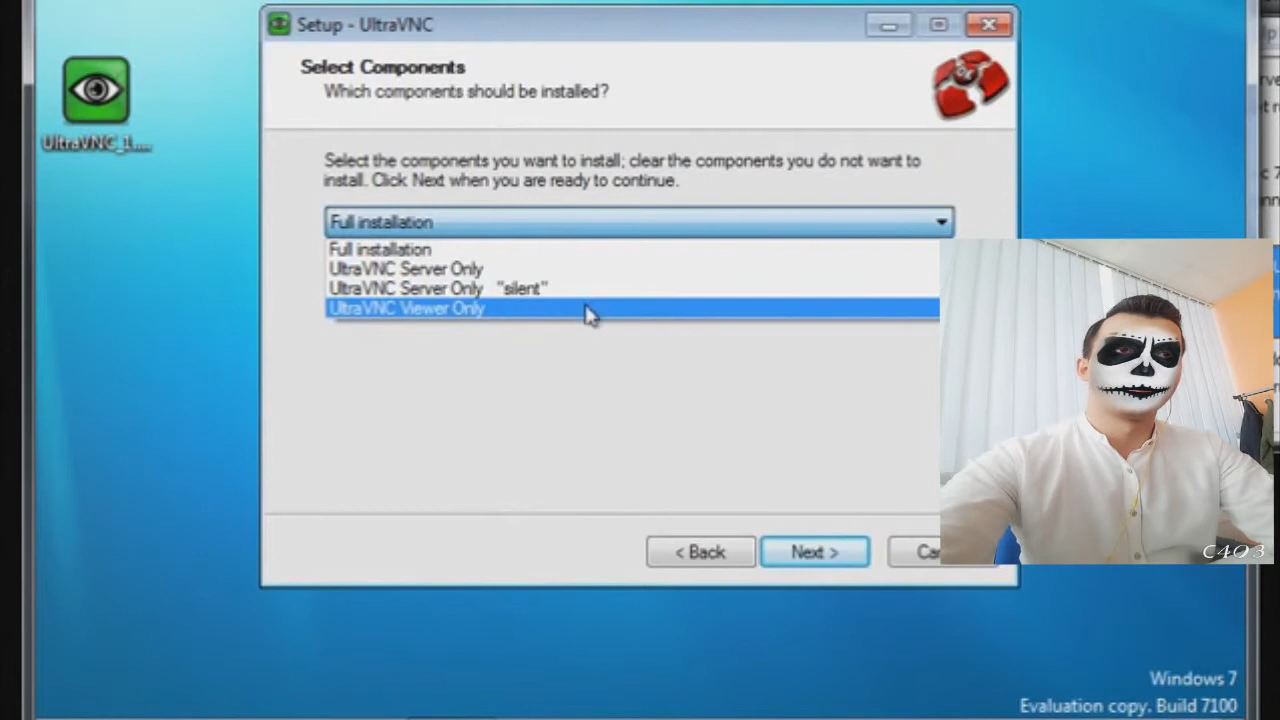 Setup - UltraVNC
Select Components
Which components should be installed?
UltraVNC_1....
Select the components you want to install; clear the components you do not want to
install. Click Next when you are ready to continue.
Full installation
Full installation
UltraVNC Server Only
UltraVNC Server Only "silent"
UltraVNC Viewer Only
< Back
Next >
C403
Windows 7
Evaluation copy. Build 7100